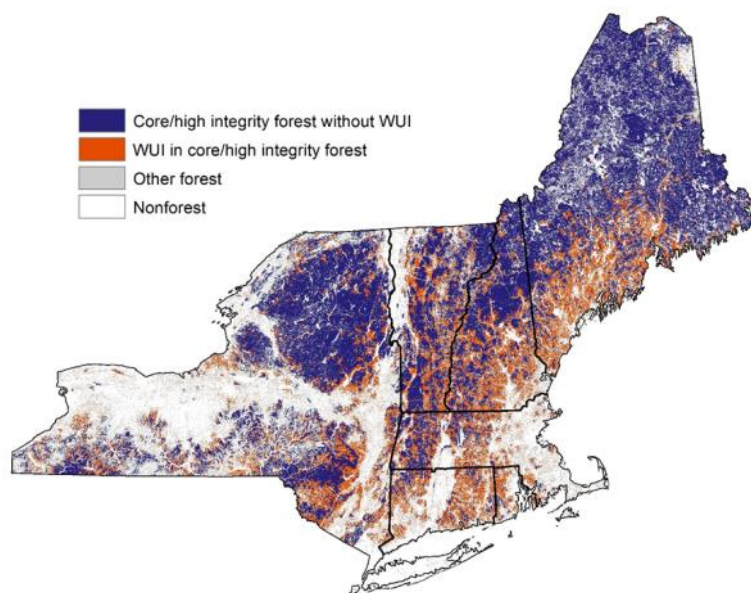 Core/high integrity forest without WUI
WUI in core/high integrity forest
Other forest
Nonforest